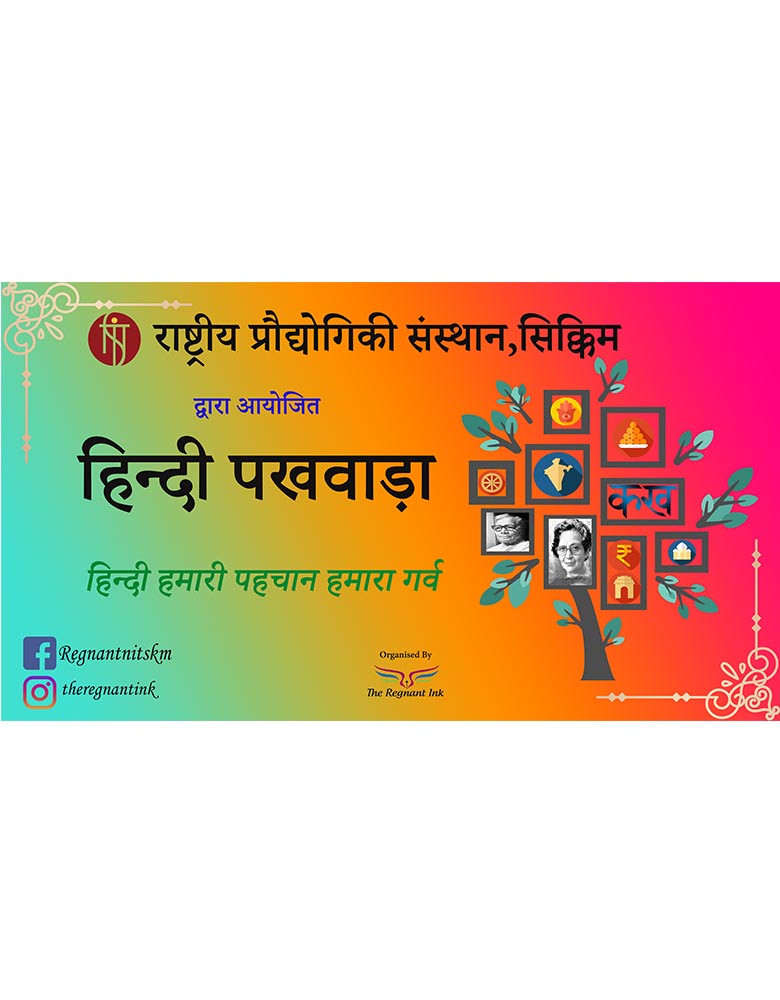 राष्ट्रीय प्रौद्योगिकी संस्थान,सिक्किम
द्वारा आयोजित
हिन्दी पखवाड़ा
हिन्दी हमारी पहचान हमारा गर्व
कख
₹
Regnantnitskm
theregnantink
Organised By
The Regnant Ink